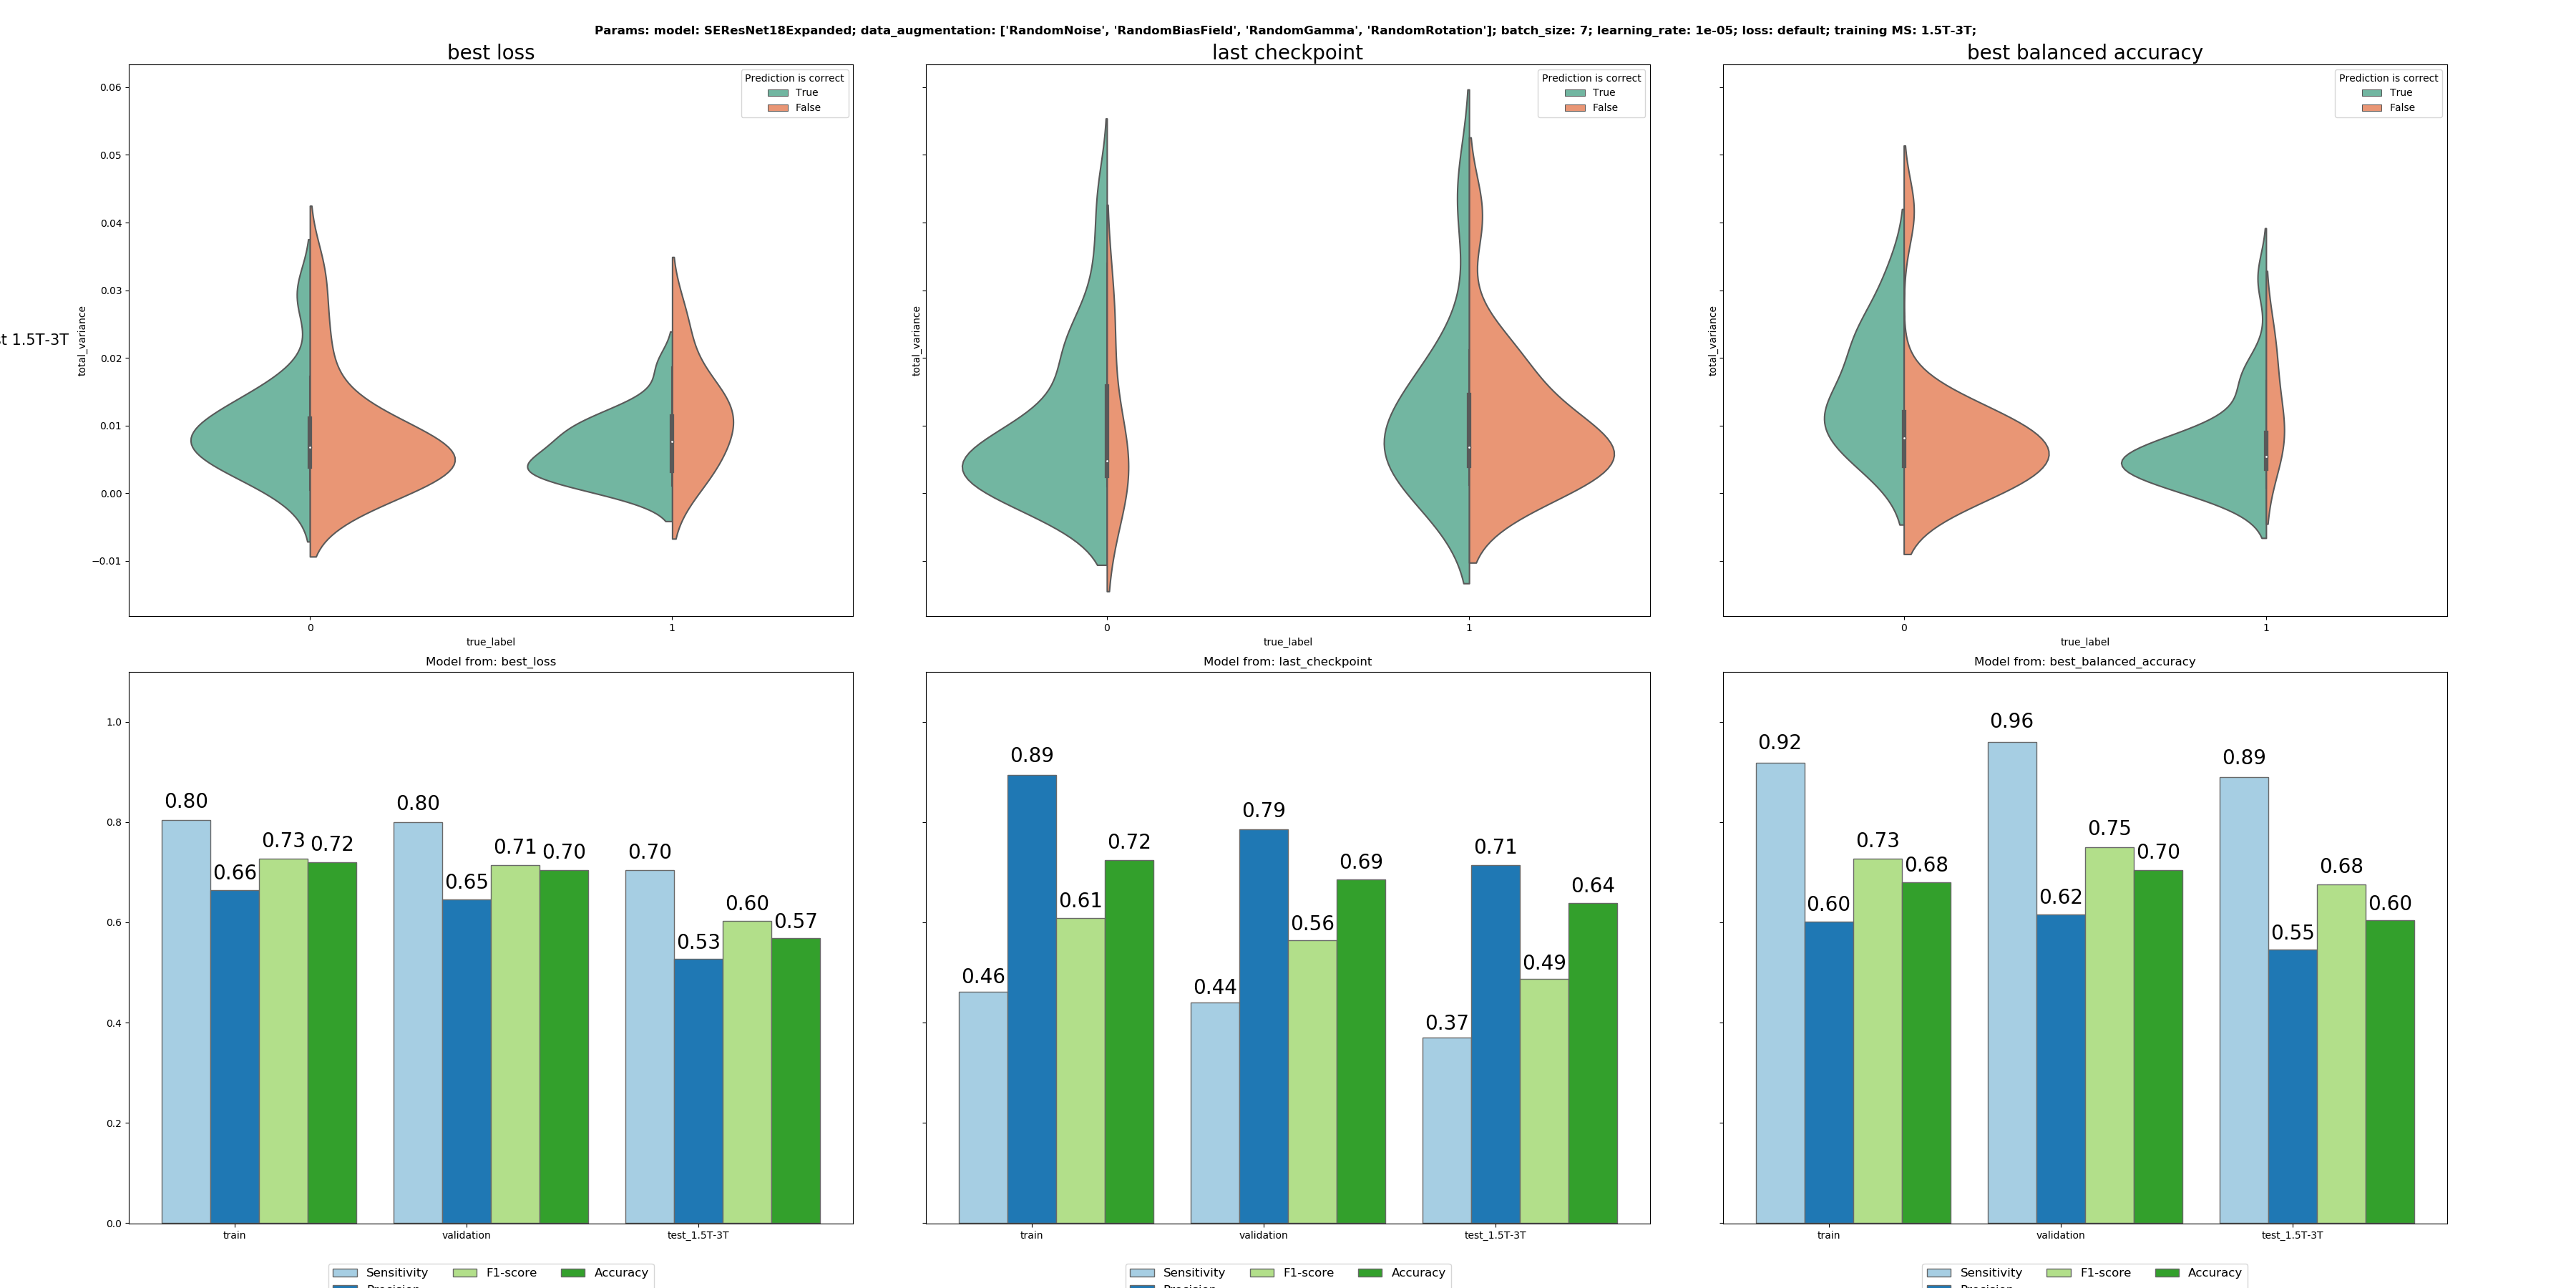 Params: model: SEResNet18Expanded; data_augmentation: ['RandomNoise', 'RandomBiasField', 'RandomGamma', 'RandomRotation']; batch_size: 7; learning_rate: 1e-05; loss: default; training MS: 1.5T-3T;
best loss
last checkpoint
best balanced accuracy
Prediction is correct
True
False
Prediction is correct
True
False
Prediction is correct
True
False
0.06
0.05
0.04
0.03
0.02
0.01
0.00
−0.01
t 1.5T-3T
total_variance
total_variance
total_variance
0
1
0
1
0
1
true_label
true_label
true_label
Model from: best_loss
Model from: last_checkpoint
Model from: best_balanced_accuracy
1.0
0.8
0.6
0.4
0.2
0.0
0.80
0.66
0.73
0.72
0.80
0.65
0.71
0.70
0.70
0.53
0.60
0.57
0.46
0.89
0.61
0.72
0.44
0.79
0.56
0.69
0.37
0.71
0.49
0.64
0.92
0.60
0.73
0.68
0.96
0.62
0.75
0.70
0.89
0.55
0.68
0.60
train
validation
test_1.5T-3T
train
validation
test_1.5T-3T
train
validation
test_1.5T-3T
Sensitivity
F1-score
Accuracy
Precision
Sensitivity
F1-score
Accuracy
Precision
Sensitivity
F1-score
Accuracy
Precision